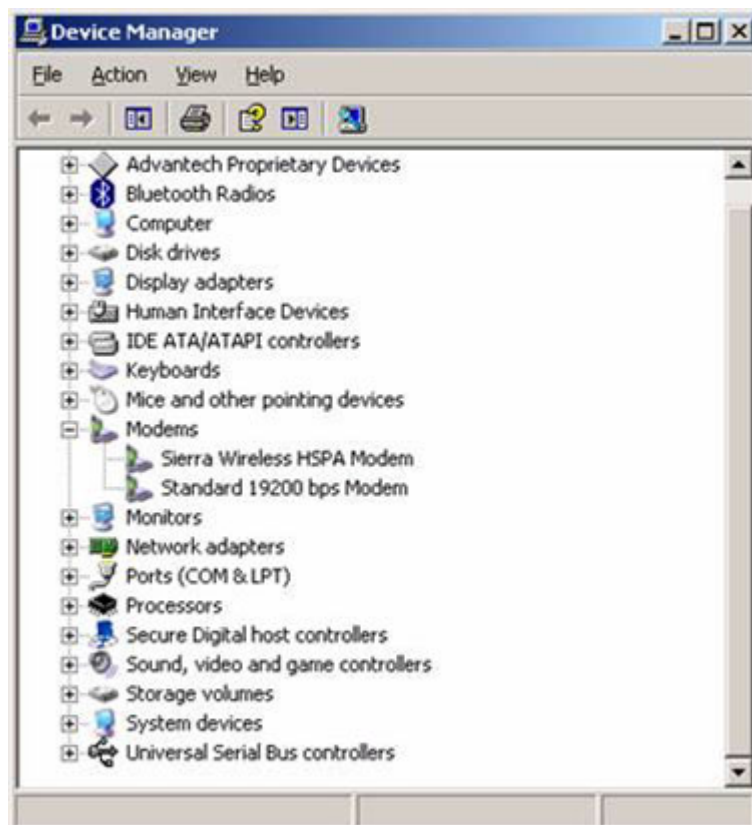 Device Manager
File Action View Help
Advantech Proprietary Devices
Bluetooth Radios
Computer
Disk drives
Display adapters
Human Interface Devices
IDE ATA/ATAPI controllers
Keyboards
Mice and other pointing devices
Modems
Sierra Wireless HSPA Modem
Standard 19200 bps Modem
Monitors
Network adapters
Ports (COM & LPT)
Processors
Secure Digital host controllers
Sound, video and game controllers
Storage volumes
System devices
Universal Serial Bus controllers